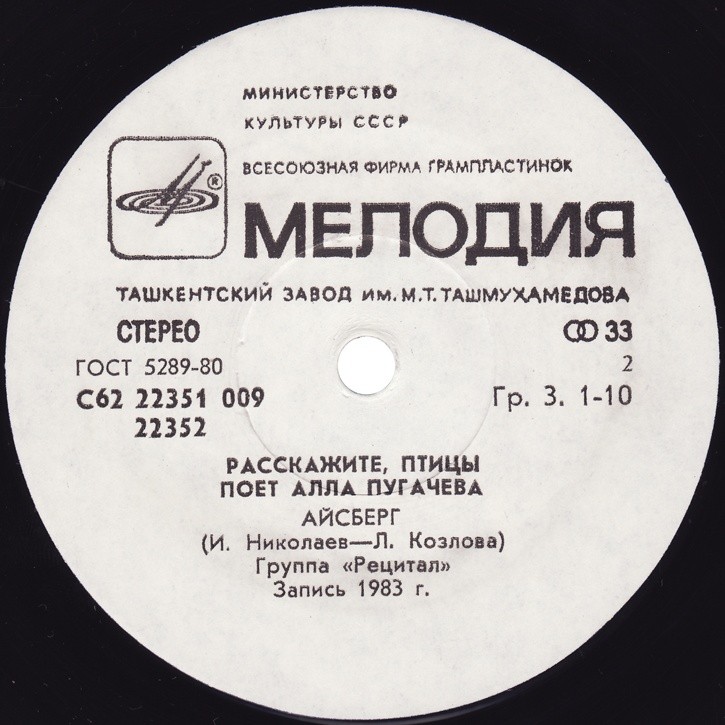 МИНИСТЕРСТВО
КУЛЬТУРЫ СССР
ВСЕСОЮЗНАЯ ФИРМА ГРАМПЛАСТИНОК
®
МЕЛОДИЯ
ТАШКЕНТСКИЙ ЗАВОД ИМ. М.Т. ТАШМУХАМЕДОВА
СТЕРЕО 33
ГОСТ 5289-80 2
С62 22351 009 Гр. 3. 1-10
22352
РАССКАЖИТЕ, ПТИЦЫ
ПОЕТ АЛЛА ПУГАЧЕВА
АЙСБЕРГ
(И. Николаев—Л. Козлова)
Группа «Рецитал»
Запись 1983 г.